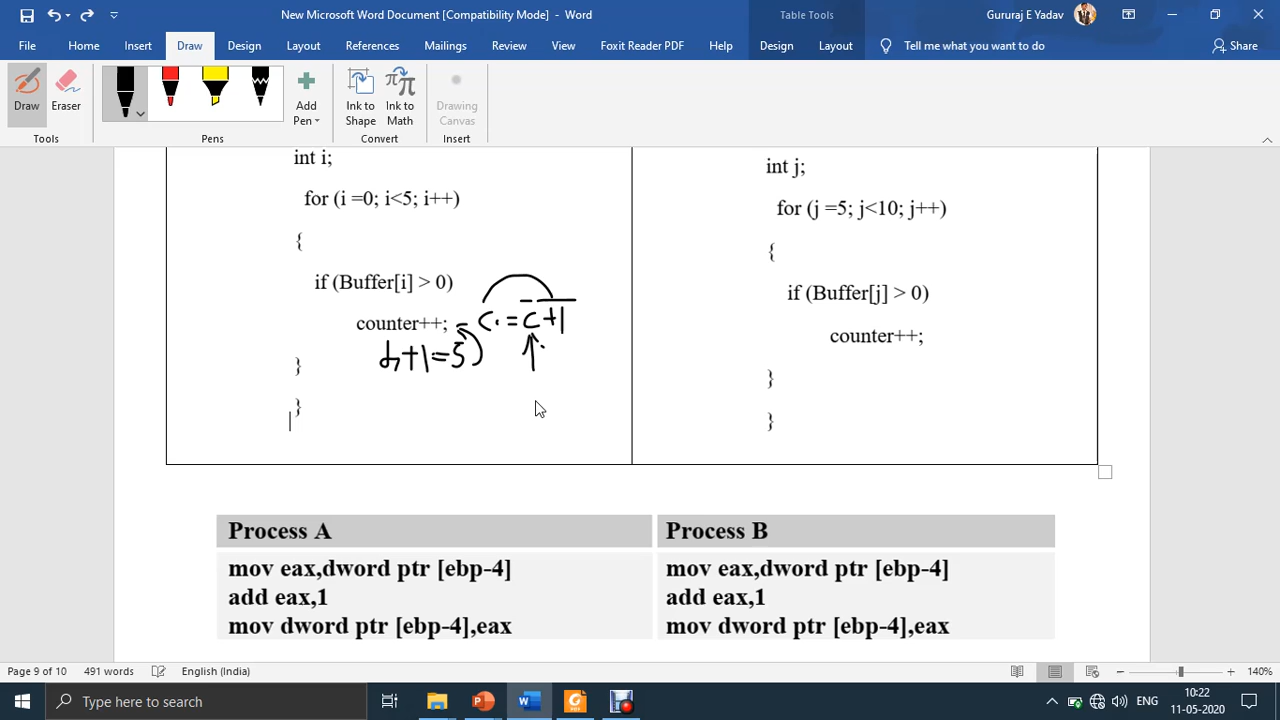 New Microsoft Word Document [Compatibility Mode] - Word
Table Tools
Gururaj E Yadav
File Home Insert Draw Design Layout References Mailings Review View Foxit Reader PDF Help Design Layout Tell me what you want to do Share
Draw Eraser Add Pen Ink to Shape Ink to Math Drawing Canvas
Tools Pens Convert Insert
int i;
for (i =0; i<5; i++)
{
if (Buffer[i] > 0)
counter++; = c = c+1
4+1=5
}
}
int j;
for (j =5; j<10; j++)
{
if (Buffer[j] > 0)
counter++;
}
}
Process A
mov eax,dword ptr [ebp-4]
add eax,1
mov dword ptr [ebp-4],eax
Process B
mov eax,dword ptr [ebp-4]
add eax,1
mov dword ptr [ebp-4],eax
Page 9 of 10 491 words English (India) 140%
Type here to search
ENG
10:22
11-05-2020